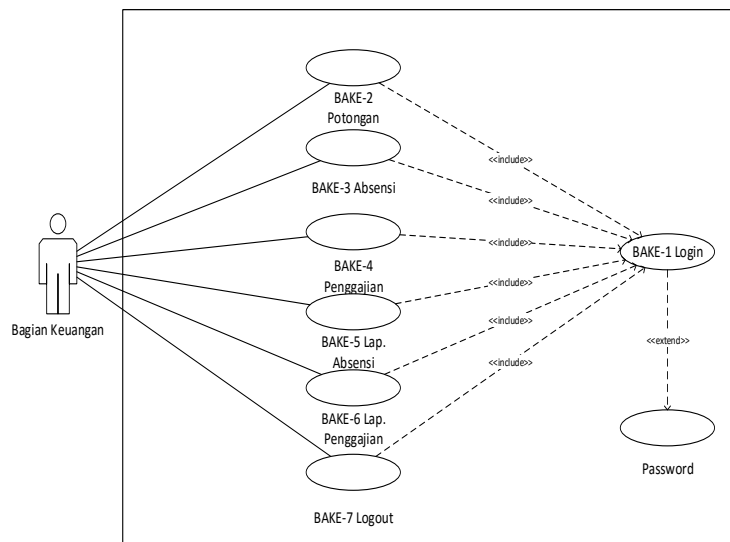 BAKE-2
Potongan
<<include>>
BAKE-3 Absensi
<<include>>
BAKE-4
Penggajian
<<include>>
BAKE-1 Login
Bagian Keuangan
<<include>>
BAKE-5 Lap.
Absensi
<<include>>
<<extend>>
BAKE-6 Lap.
Penggajian
<<include>>
Password
BAKE-7 Logout